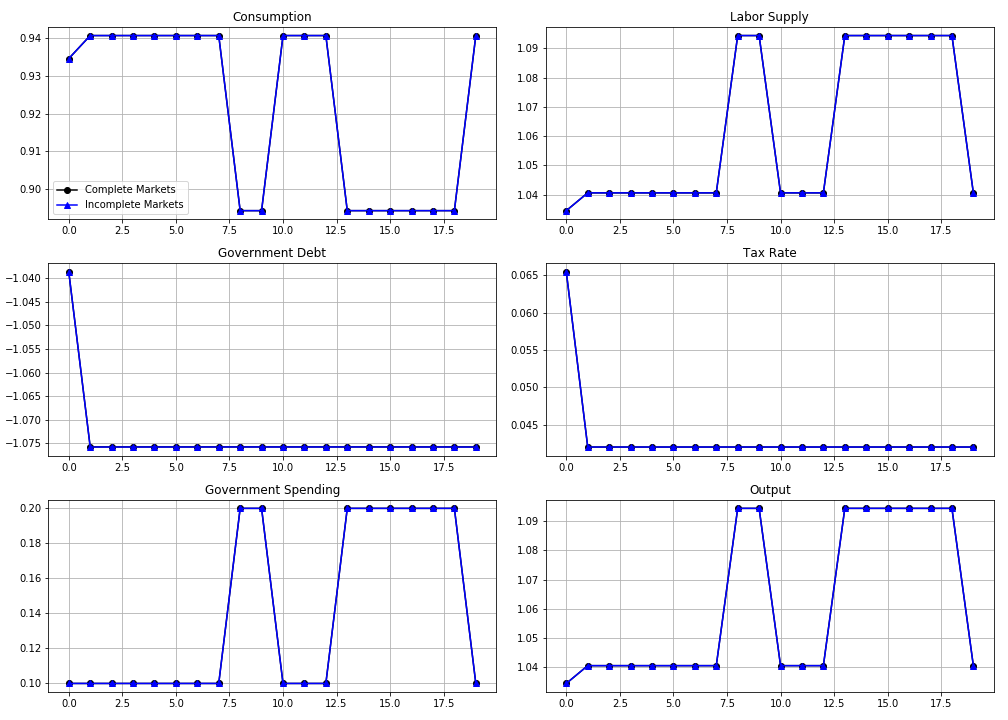 Consumption
0.94
0.93
0.92
0.91
0.90
Complete Markets
Incomplete Markets
0.0 2.5 5.0 7.5 10.0 12.5 15.0 17.5
Labor Supply
1.09
1.08
1.07
1.06
1.05
1.04
0.0 2.5 5.0 7.5 10.0 12.5 15.0 17.5
Government Debt
−1.040
−1.045
−1.050
−1.055
−1.060
−1.065
−1.070
−1.075
0.0 2.5 5.0 7.5 10.0 12.5 15.0 17.5
Tax Rate
0.065
0.060
0.055
0.050
0.045
0.0 2.5 5.0 7.5 10.0 12.5 15.0 17.5
Government Spending
0.20
0.18
0.16
0.14
0.12
0.10
0.0 2.5 5.0 7.5 10.0 12.5 15.0 17.5
Output
1.09
1.08
1.07
1.06
1.05
1.04
0.0 2.5 5.0 7.5 10.0 12.5 15.0 17.5